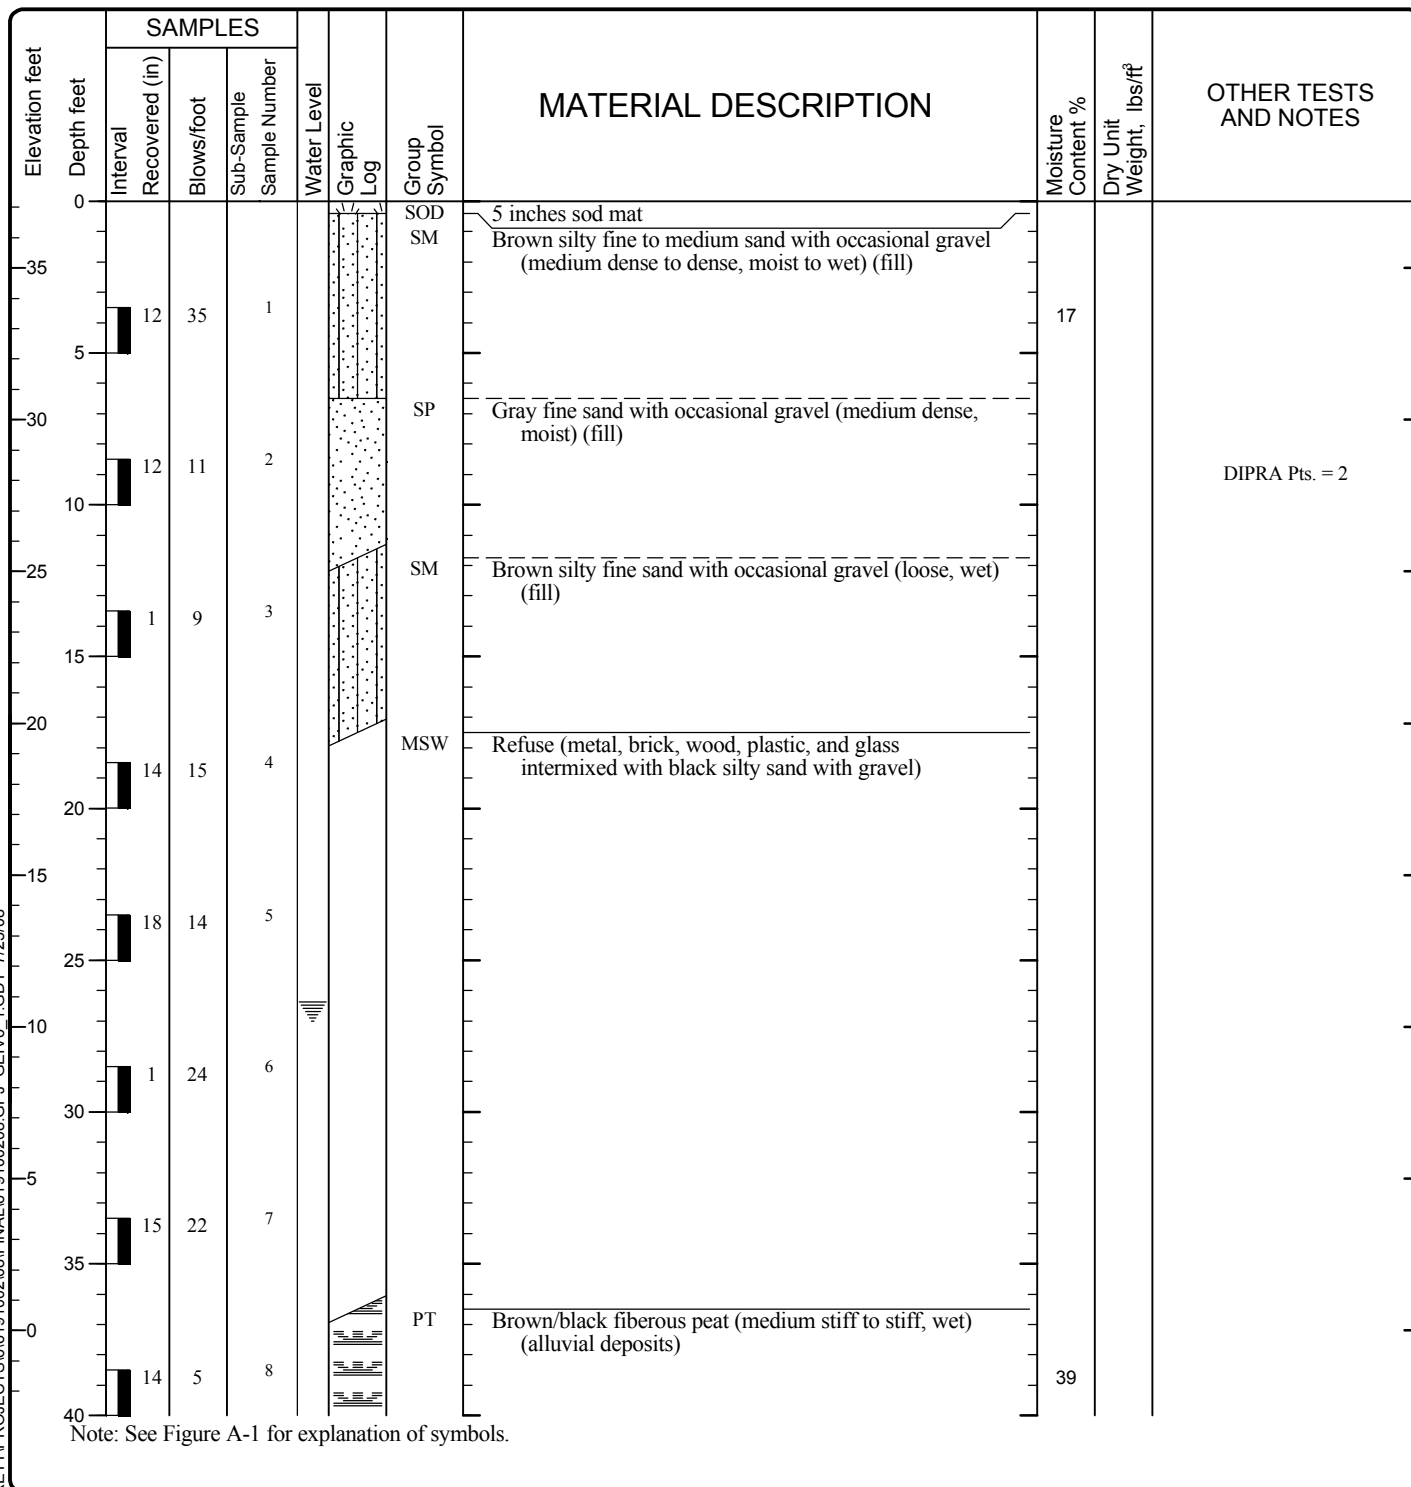 SAMPLES
Elevation feet
Depth feet
Interval
Recovered (in)
Blows/foot
Sub-Sample
Sample Number
Water Level
Graphic
Log
Group
Symbol
MATERIAL DESCRIPTION
Moisture
Content %
Dry Unit
Weight, lbs/ft³
OTHER TESTS
AND NOTES
0
SOD 5 inches sod mat
SM Brown silty fine to medium sand with occasional gravel
35 (medium dense to dense, moist to wet) (fill)
12 35 1 17
5
SP Gray fine sand with occasional gravel (medium dense,
30 moist) (fill)
12 11 2 DIPRA Pts. = 2
10
25 SM Brown silty fine sand with occasional gravel (loose, wet)
(fill)
1 9 3
15
20
MSW Refuse (metal, brick, wood, plastic, and glass
14 15 4 intermixed with black silty sand with gravel)
20
15
18 14 5
25
10
1 24 6
30
5
15 22 7
35
0 PT Brown/black fiberous peat (medium stiff to stiff, wet)
(alluvial deposits)
14 5 8 39
40
Note: See Figure A-1 for explanation of symbols.